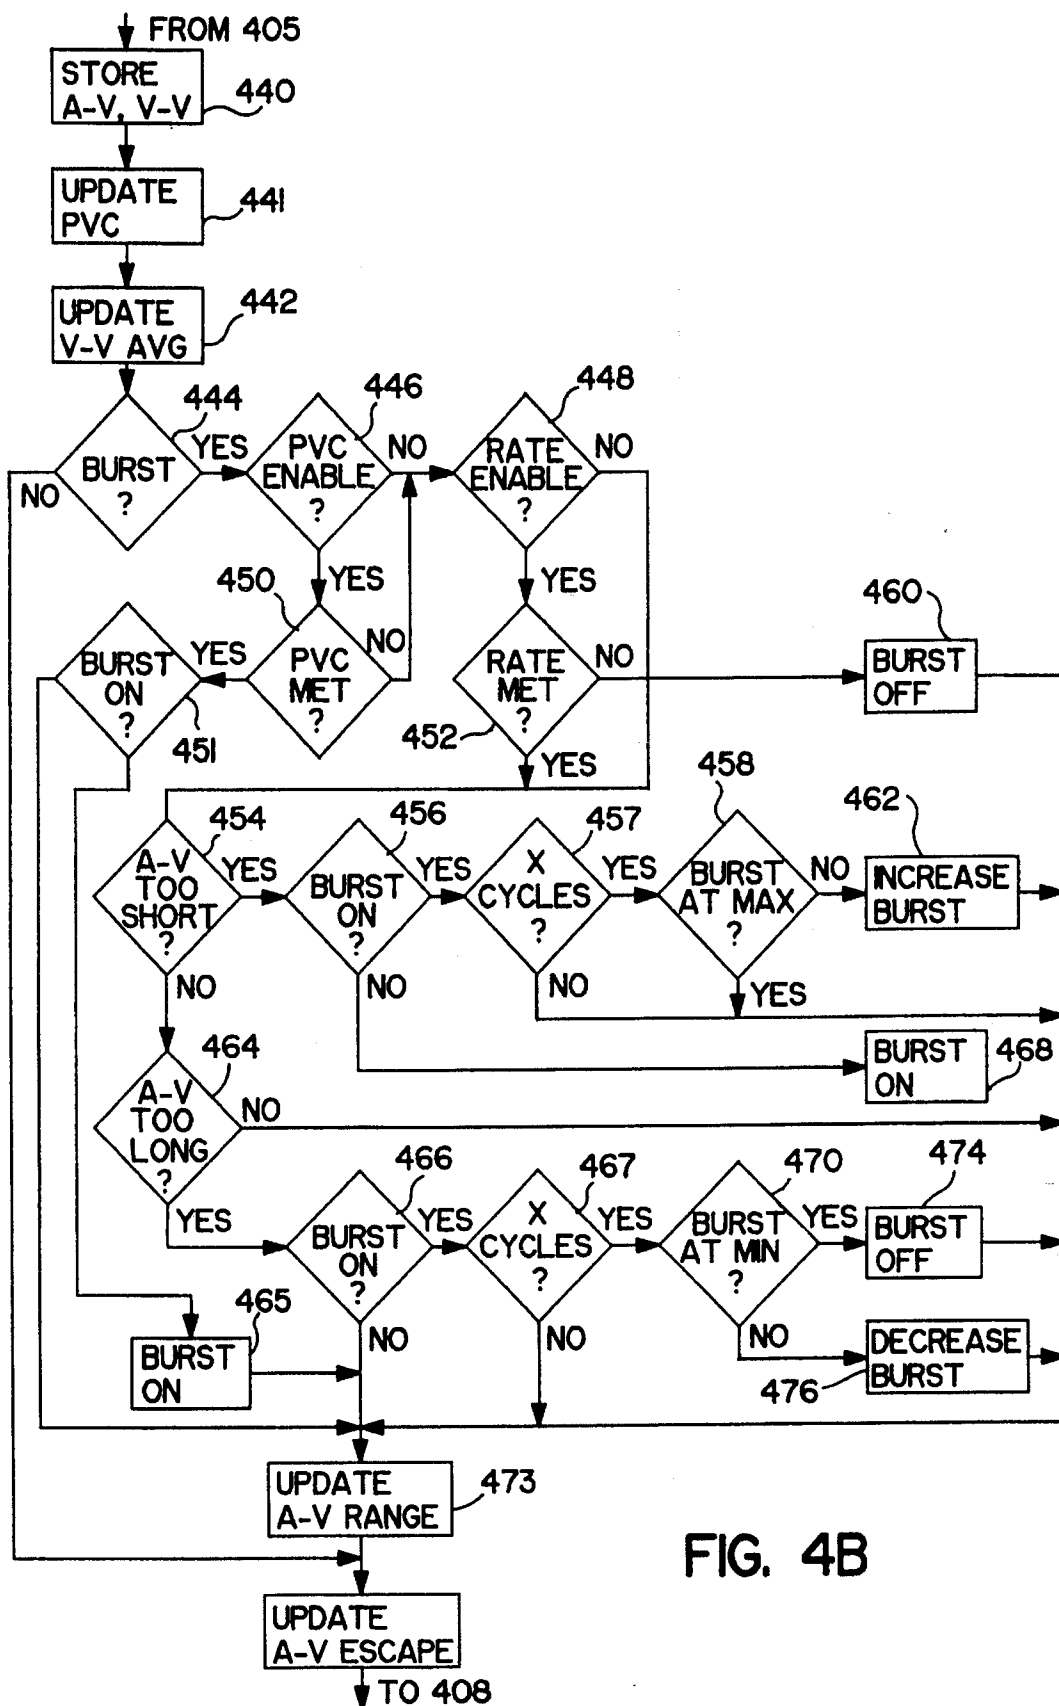 FROM 405
STORE
A-V, V-V
440
UPDATE
PVC
441
UPDATE
V-V AVG
442
444
BURST
?
YES
NO
446
PVC
ENABLE
?
NO
YES
448
RATE
ENABLE
?
NO
YES
450
PVC
MET
?
NO
YES
BURST
ON
?
451
RATE
MET
?
NO
452
YES
460
BURST
OFF
454
A-V
TOO
SHORT
?
YES
NO
456
BURST
ON
?
YES
NO
457
X
CYCLES
?
YES
NO
458
BURST
AT MAX
?
NO
YES
462
INCREASE
BURST
BURST
ON
468
464
A-V
TOO
LONG
?
NO
YES
466
BURST
ON
?
YES
NO
467
X
CYCLES
?
YES
NO
470
BURST
AT MIN
?
YES
NO
474
BURST
OFF
465
BURST
ON
DECREASE
BURST
476
UPDATE
A-V RANGE
473
UPDATE
A-V ESCAPE
TO 408
FIG. 4B